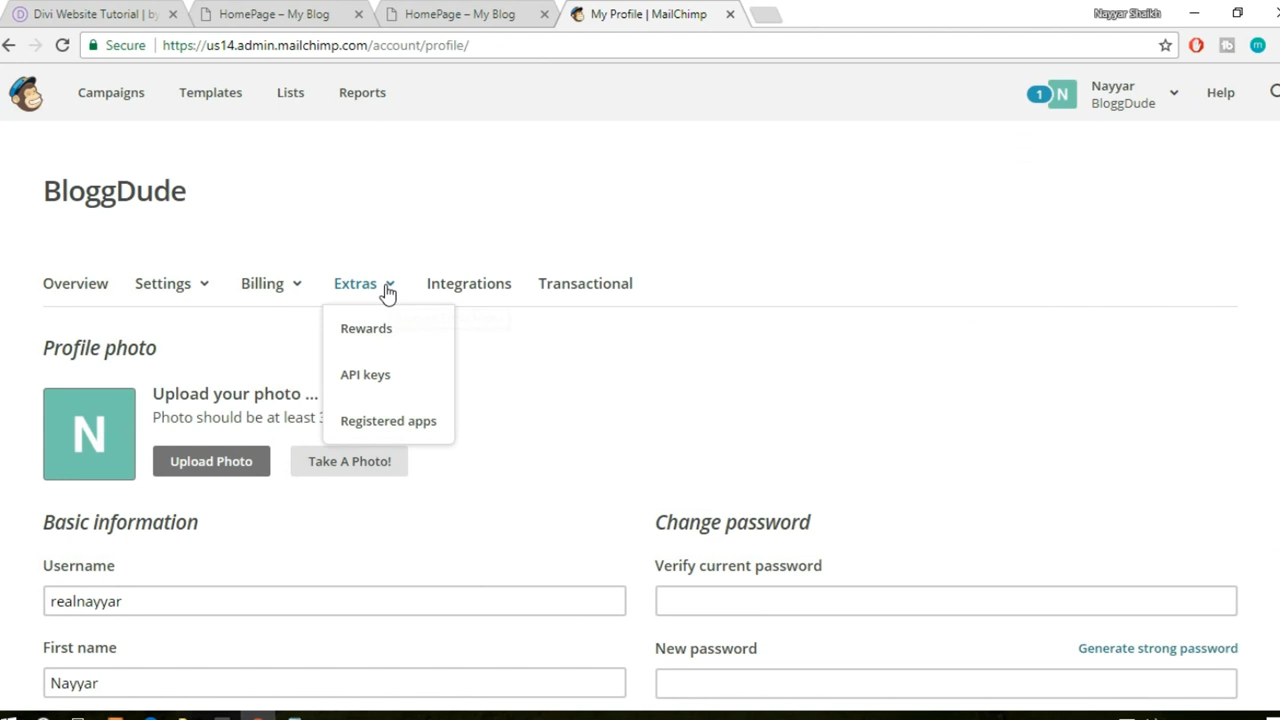 Divi Website Tutorial | by
HomePage – My Blog
HomePage – My Blog
My Profile | MailChimp
Nayyar Shaikh
Secure
https://us14.admin.mailchimp.com/account/profile/
Campaigns
Templates
Lists
Reports
1
N
Nayyar
BloggDude
Help
BloggDude
Overview
Settings
Billing
Extras
Integrations
Transactional
Rewards
API keys
Registered apps
Profile photo
N
Upload your photo ...
Photo should be at least
Upload Photo
Take A Photo!
Basic information
Change password
Username
Verify current password
realnayyar
First name
New password
Generate strong password
Nayyar